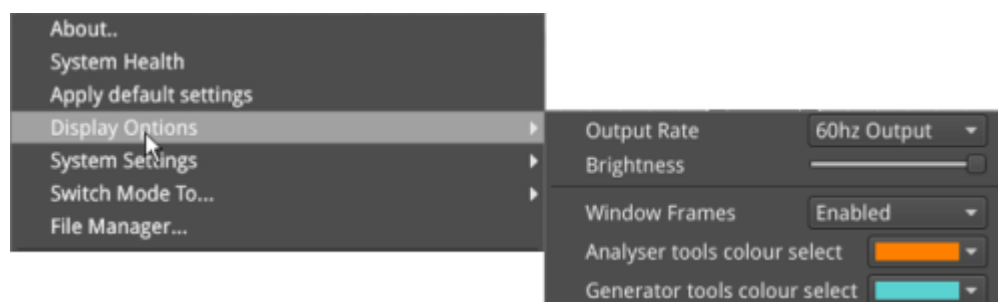 About..
System Health
Apply default settings
Display Options
System Settings
Switch Mode To...
File Manager...
Output Rate 60hz Output
Brightness
Window Frames Enabled
Analyser tools colour select
Generator tools colour select